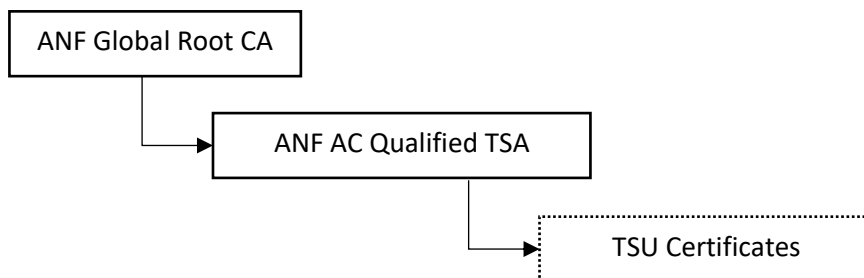 ANF Global Root CA
ANF AC Qualified TSA
TSU Certificates